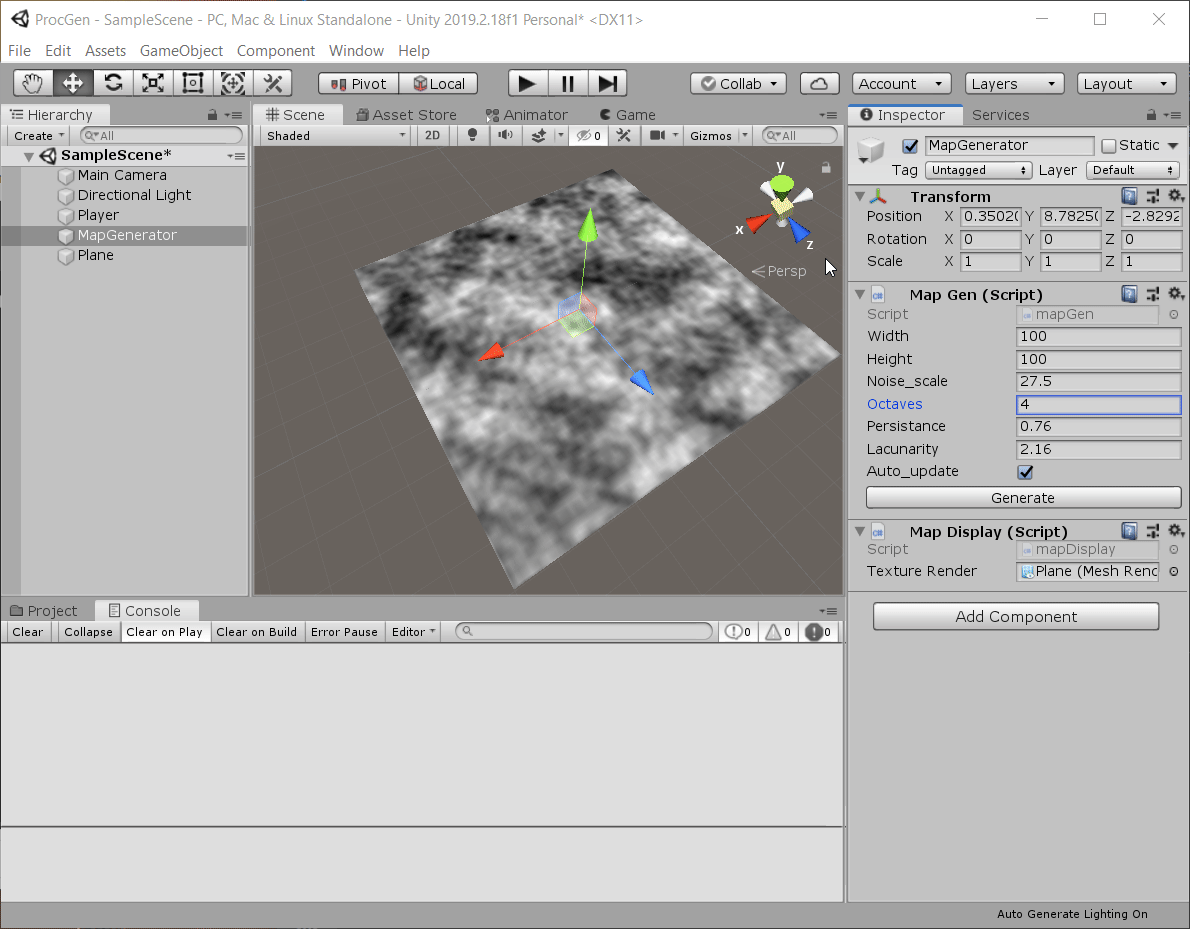 ProcGen - SampleScene - PC, Mac & Linux Standalone - Unity 2019.2.18f1 Personal* <DX11>
File Edit Assets GameObject Component Window Help
Pivot Local Collab Account Layers Layout
Hierarchy
Create All
SampleScene*
Main Camera
Directional Light
Player
MapGenerator
Plane
Scene Asset Store Animator Game
Shaded 2D 0 Gizmos All
y
x
z
Persp
Inspector Services
MapGenerator Static
Tag Untagged Layer Default
Transform
Position X 0.3502 Y 8.7825 Z -2.8292
Rotation X 0 Y 0 Z 0
Scale X 1 Y 1 Z 1
Map Gen (Script)
Script mapGen
Width 100
Height 100
Noise_scale 27.5
Octaves 4
Persistance 0.76
Lacunarity 2.16
Auto_update
Generate
Map Display (Script)
Script mapDisplay
Texture Render Plane (Mesh Renc
Add Component
Project Console
Clear Collapse Clear on Play Clear on Build Error Pause Editor 0 0 0
Auto Generate Lighting On